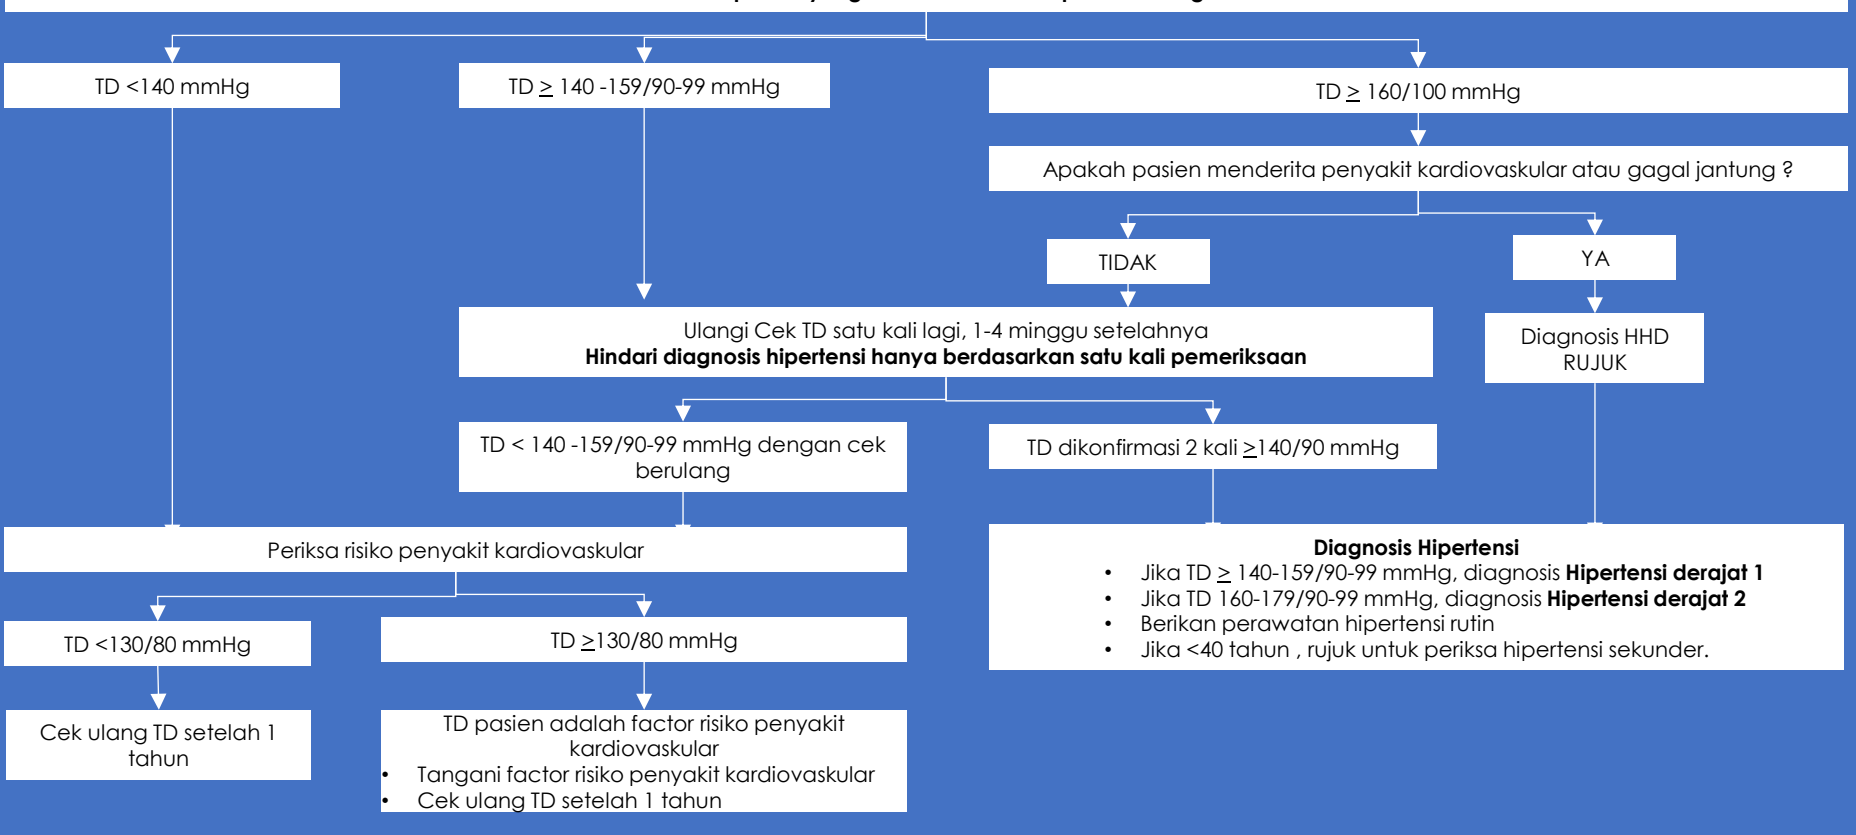 TD <140 mmHg
TD ≥ 140 -159/90-99 mmHg
TD ≥ 160/100 mmHg
Apakah pasien menderita penyakit kardiovaskular atau gagal jantung ?
TIDAK
YA
Ulangi Cek TD satu kali lagi, 1-4 minggu setelahnya
Hindari diagnosis hipertensi hanya berdasarkan satu kali pemeriksaan
Diagnosis HHD
RUJUK
TD < 140 -159/90-99 mmHg dengan cek
berulang
TD dikonfirmasi 2 kali ≥140/90 mmHg
Periksa risiko penyakit kardiovaskular
Diagnosis Hipertensi
• Jika TD ≥ 140-159/90-99 mmHg, diagnosis Hipertensi derajat 1
• Jika TD 160-179/90-99 mmHg, diagnosis Hipertensi derajat 2
• Berikan perawatan hipertensi rutin
• Jika <40 tahun , rujuk untuk periksa hipertensi sekunder.
TD <130/80 mmHg
TD ≥130/80 mmHg
Cek ulang TD setelah 1
tahun
TD pasien adalah factor risiko penyakit
kardiovaskular
• Tangani factor risiko penyakit kardiovaskular
• Cek ulang TD setelah 1 tahun